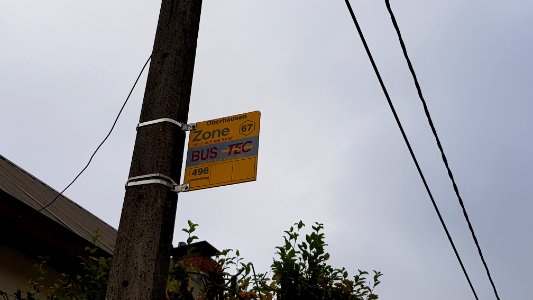 Oberhausen
Zone 67
BUS TEC
496